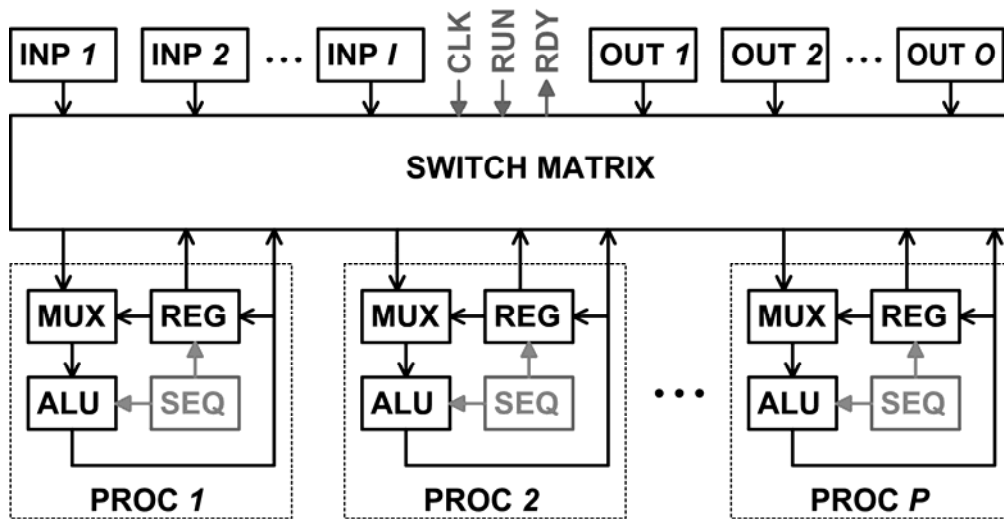 INP 1 INP 2 ... INP I CLK RUN RDY OUT 1 OUT 2 ... OUT O
SWITCH MATRIX
MUX REG MUX REG MUX REG
ALU SEQ ALU SEQ ... ALU SEQ
PROC 1 PROC 2 PROC P